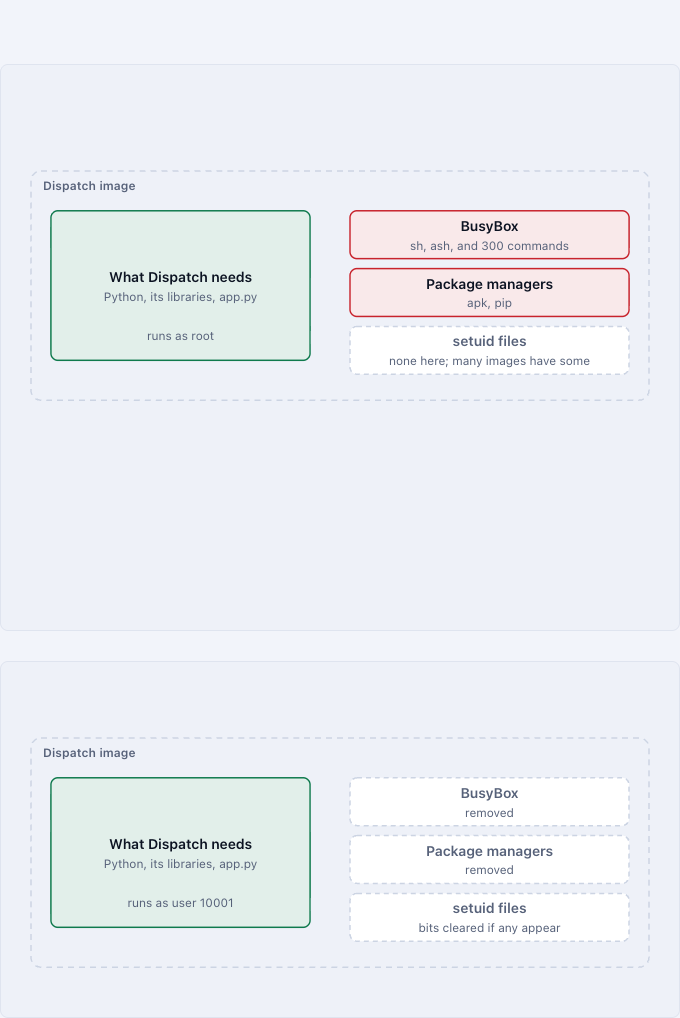 Dispatch image
What Dispatch needs
Python, its libraries, app.py
runs as root
BusyBox
sh, ash, and 300 commands
Package managers
apk, pip
setuid files
none here; many images have some
Dispatch image
What Dispatch needs
Python, its libraries, app.py
runs as user 10001
BusyBox
removed
Package managers
removed
setuid files
bits cleared if any appear